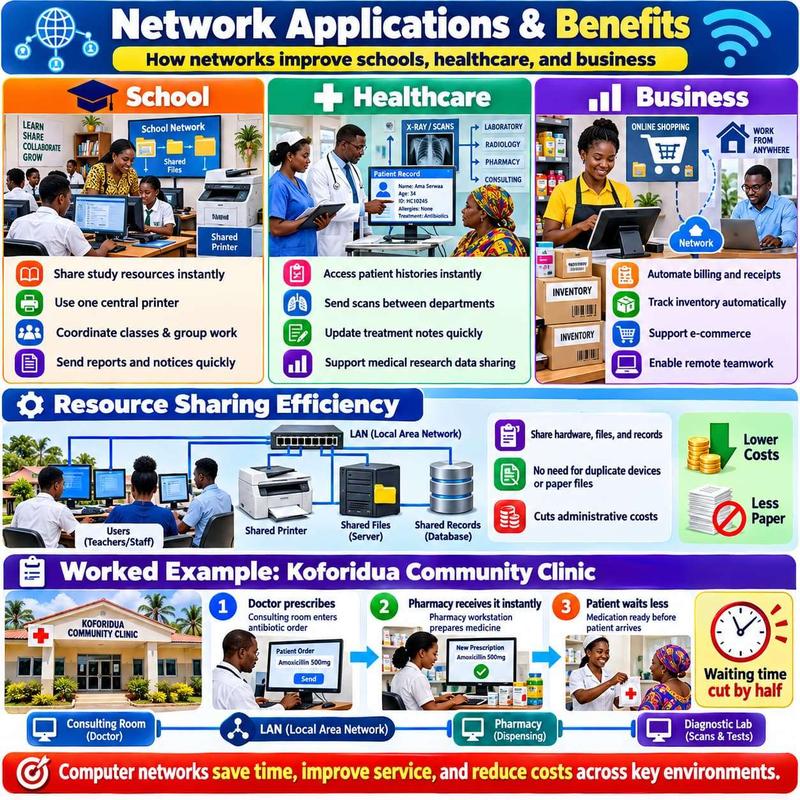 Network Applications & Benefits
How networks improve schools, healthcare, and business
School
LEARN
SHARE
COLLABORATE
GROW
School Network
Shared
Files
Shared
Printer
Share study resources instantly
Use one central printer
Coordinate classes & group work
Send reports and notices quickly
Healthcare
X-RAY / SCANS
LABORATORY
RADIOLOGY
PHARMACY
CONSULTING
Patient Record
Name: Ama Serwaa
Age: 34
ID: HC10245
Allergies: None
Treatment: Antibiotics
Access patient histories instantly
Send scans between departments
Update treatment notes quickly
Support medical research data sharing
Business
ONLINE SHOPPING
WORK
FROM
ANYWHERE
Network
INVENTORY
INVENTORY
Automate billing and receipts
Track inventory automatically
Support e-commerce
Enable remote teamwork
Resource Sharing Efficiency
LAN (Local Area Network)
Users
(Teachers/Staff)
Shared Printer
Shared Files
(Server)
Shared Records
(Database)
Share hardware, files, and records
No need for duplicate devices
or paper files
Cuts administrative costs
Lower
Costs
Less
Paper
Worked Example: Koforidua Community Clinic
KOFORIDUA
COMMUNITY CLINIC
1 Doctor prescribes
Consulting room enters
antibiotic order
Patient Order
Amoxicillin 500mg
Send
2 Pharmacy receives it instantly
Pharmacy workstation
prepares medicine
New Prescription
Amoxicillin 500mg
3 Patient waits less
Medication ready before
patient arrives
Waiting time
cut by half
Consulting Room
(Doctor)
LAN (Local Area Network)
Pharmacy
(Dispensing)
Diagnostic Lab
(Scans & Tests)
Computer networks save time, improve service, and reduce costs across key environments.